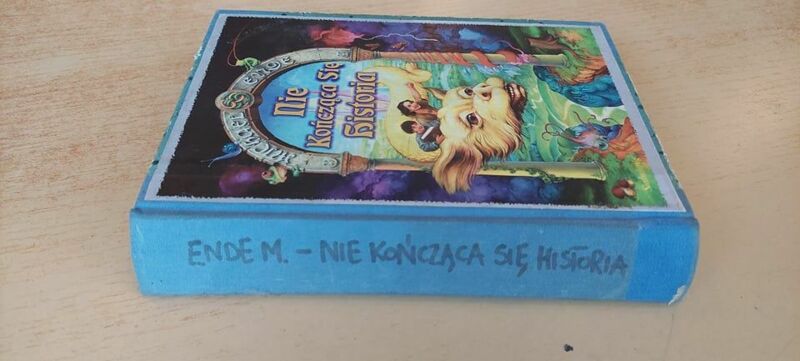 Michael Ende
Nie
Kończąca Się
Historia
ENDE M. - NIE KOŃCZĄCA SIĘ HISTORIA